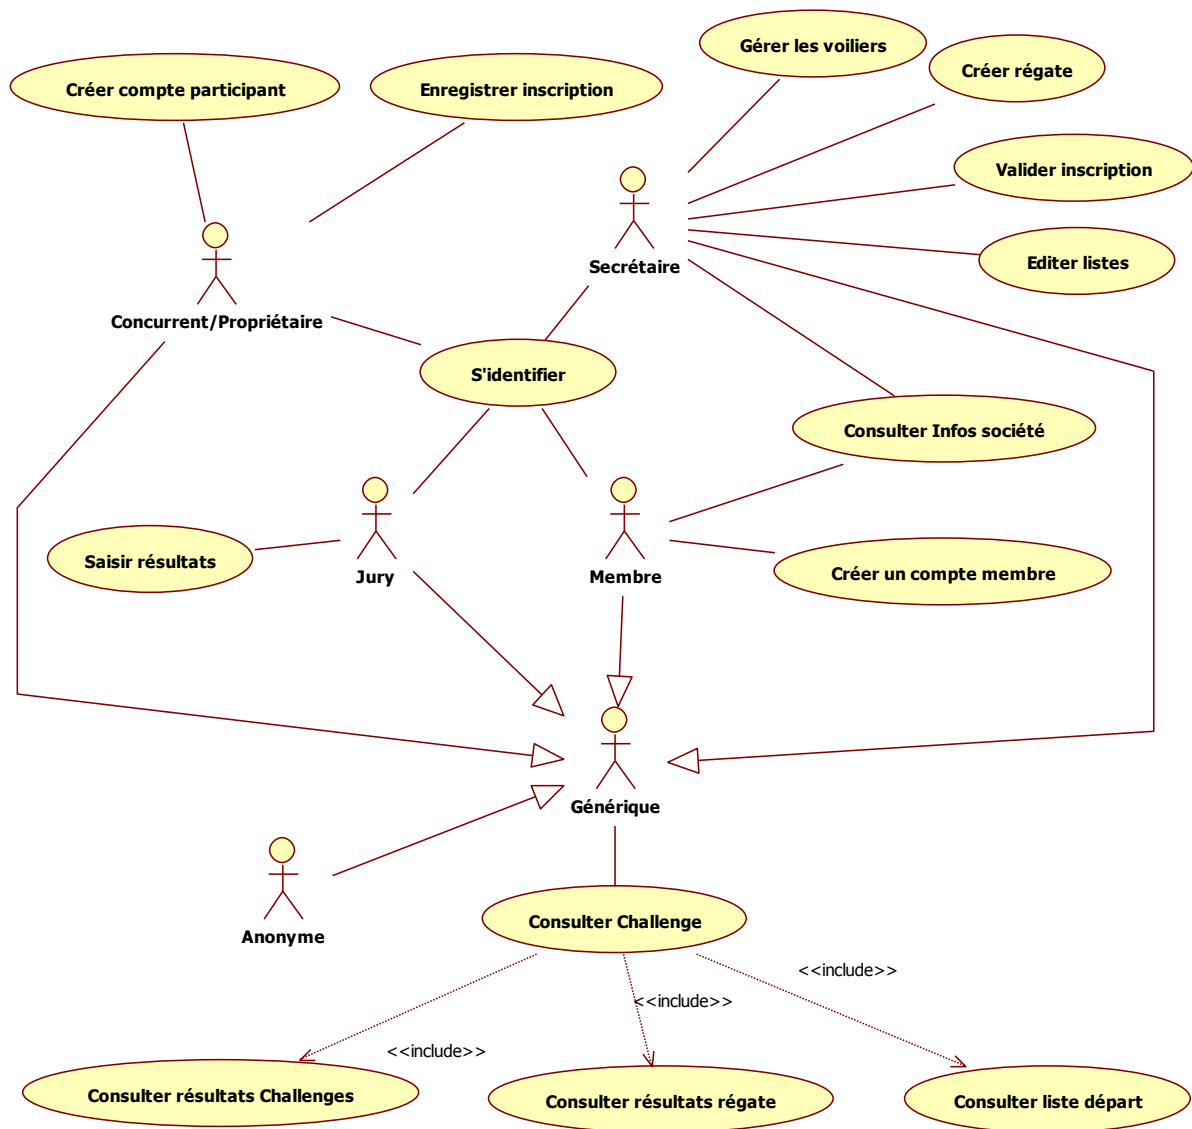 Gérer les voiliers
Créer régate
Créer compte participant
Enregistrer inscription
Valider inscription
Secrétaire
Editer listes
Concurrent/Propriétaire
S'identifier
Consulter Infos société
Saisir résultats
Jury
Membre
Créer un compte membre
Générique
Anonyme
Consulter Challenge
<<include>>
<<include>>
<<include>>
Consulter résultats Challenges
Consulter résultats régate
Consulter liste départ